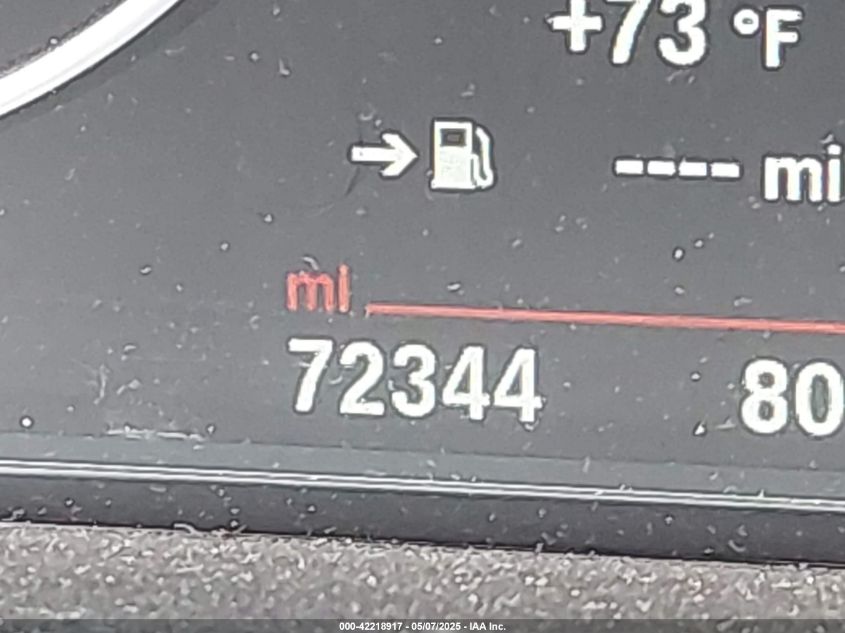 +73 °F
---- mi
mi
72344 80
000-42218917 - 05/07/2025 - IAA Inc.